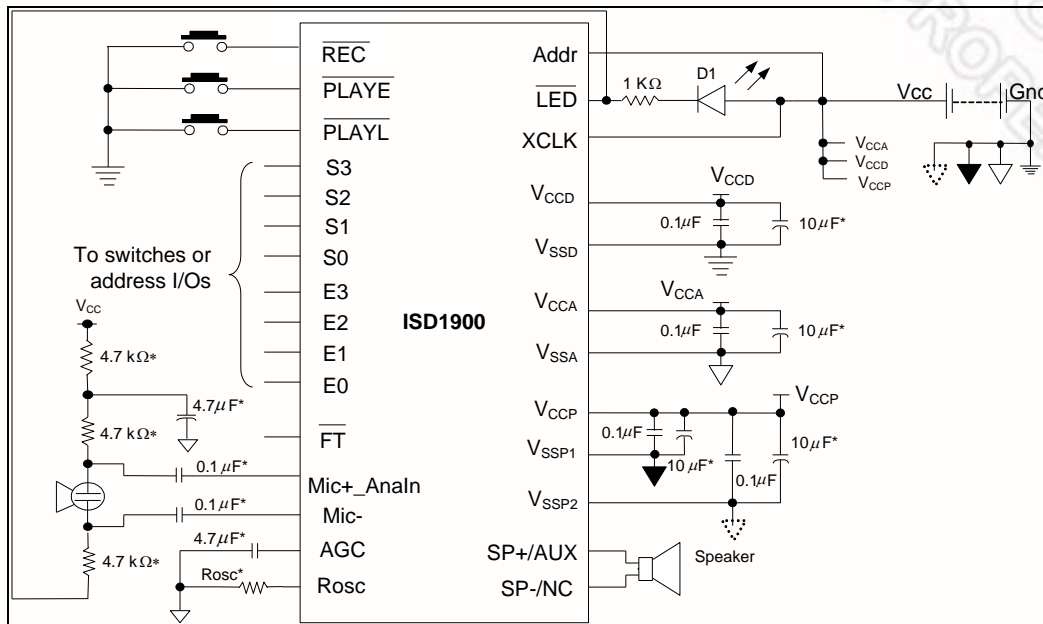 REC
PLAYE
PLAYL
S3
S2
S1
S0
E3
E2
E1
E0
FT
Mic+_AnaIn
Mic-
AGC
Rosc
To switches or
address I/Os
VCC
4.7 kΩ*
4.7μF*
4.7 kΩ*
0.1μF*
0.1μF*
4.7 kΩ*
4.7μF*
Rosc*
ISD1900
Addr
LED
XCLK
VCCD
VSSD
VCCA
VSSA
VCCP
VSSP1
VSSP2
SP+/AUX
SP-/NC
1 KΩ
D1
Vcc
Gnd
VCCA
VCCD
VCCP
VCCD
0.1μF
10μF*
VCCA
0.1μF
10μF*
VCCP
0.1μF
10μF*
0.1μF
10μF*
Speaker